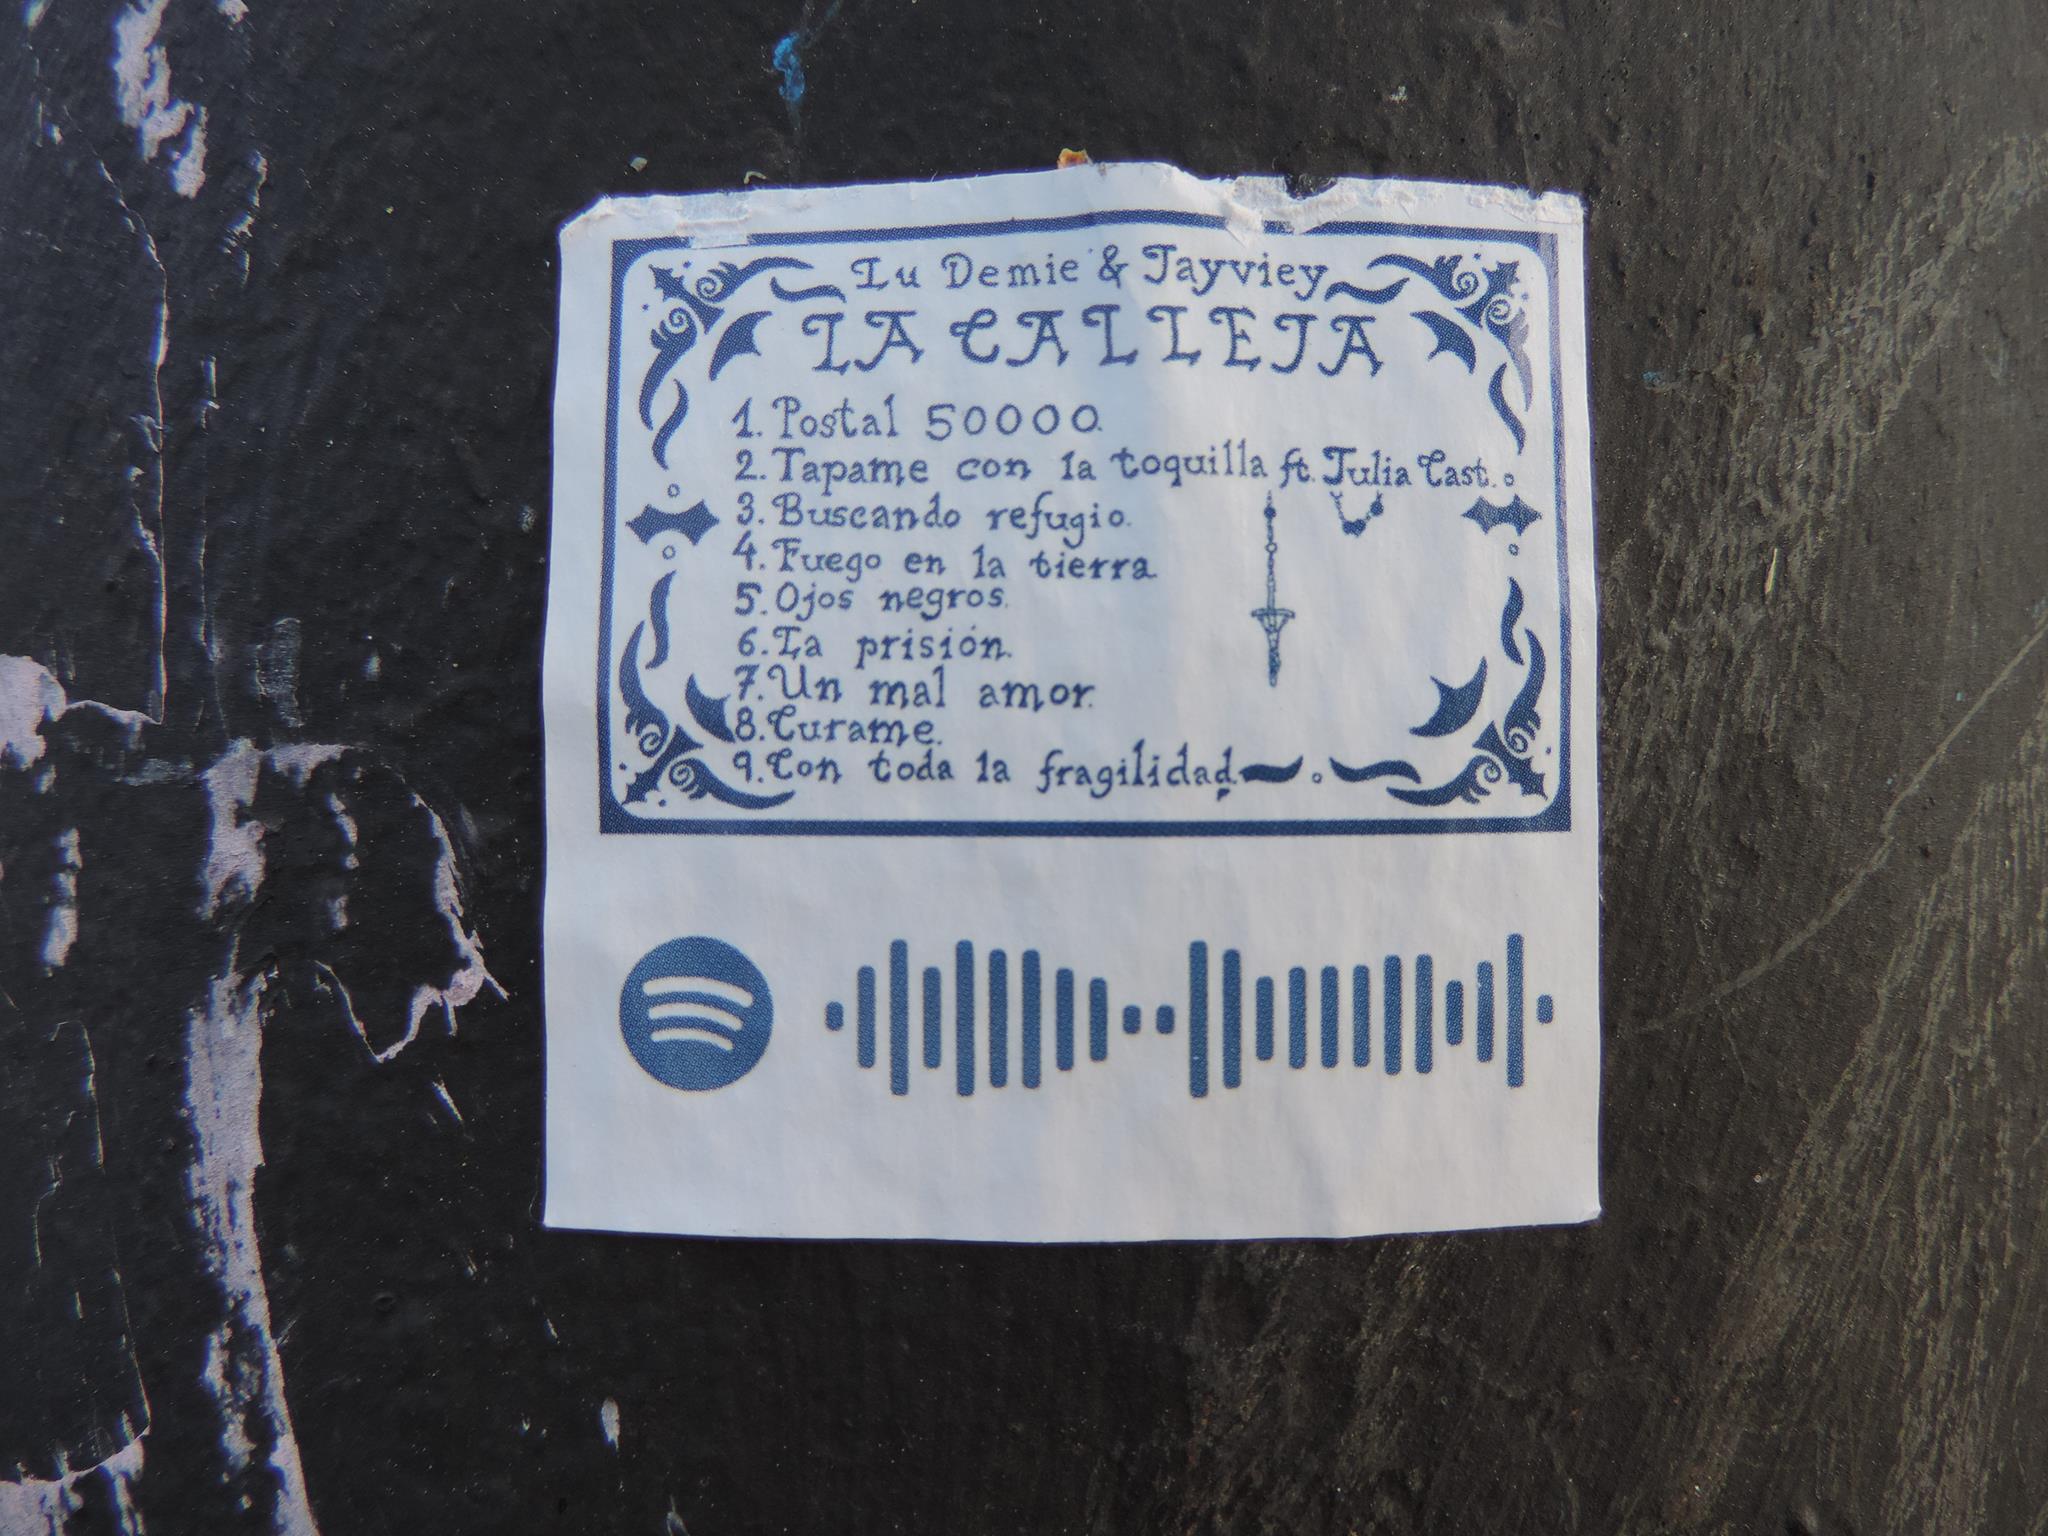 Lu Demie & Jayviey
LA CALLEJA
1. Postal 50000.
2. Tapame con la toquilla ft. Julia Cast.
3. Buscando refugio.
4. Fuego en la tierra
5. Ojos negros.
6. La prisión.
7. Un mal amor.
8. Curame.
9. Con toda la fragilidad.